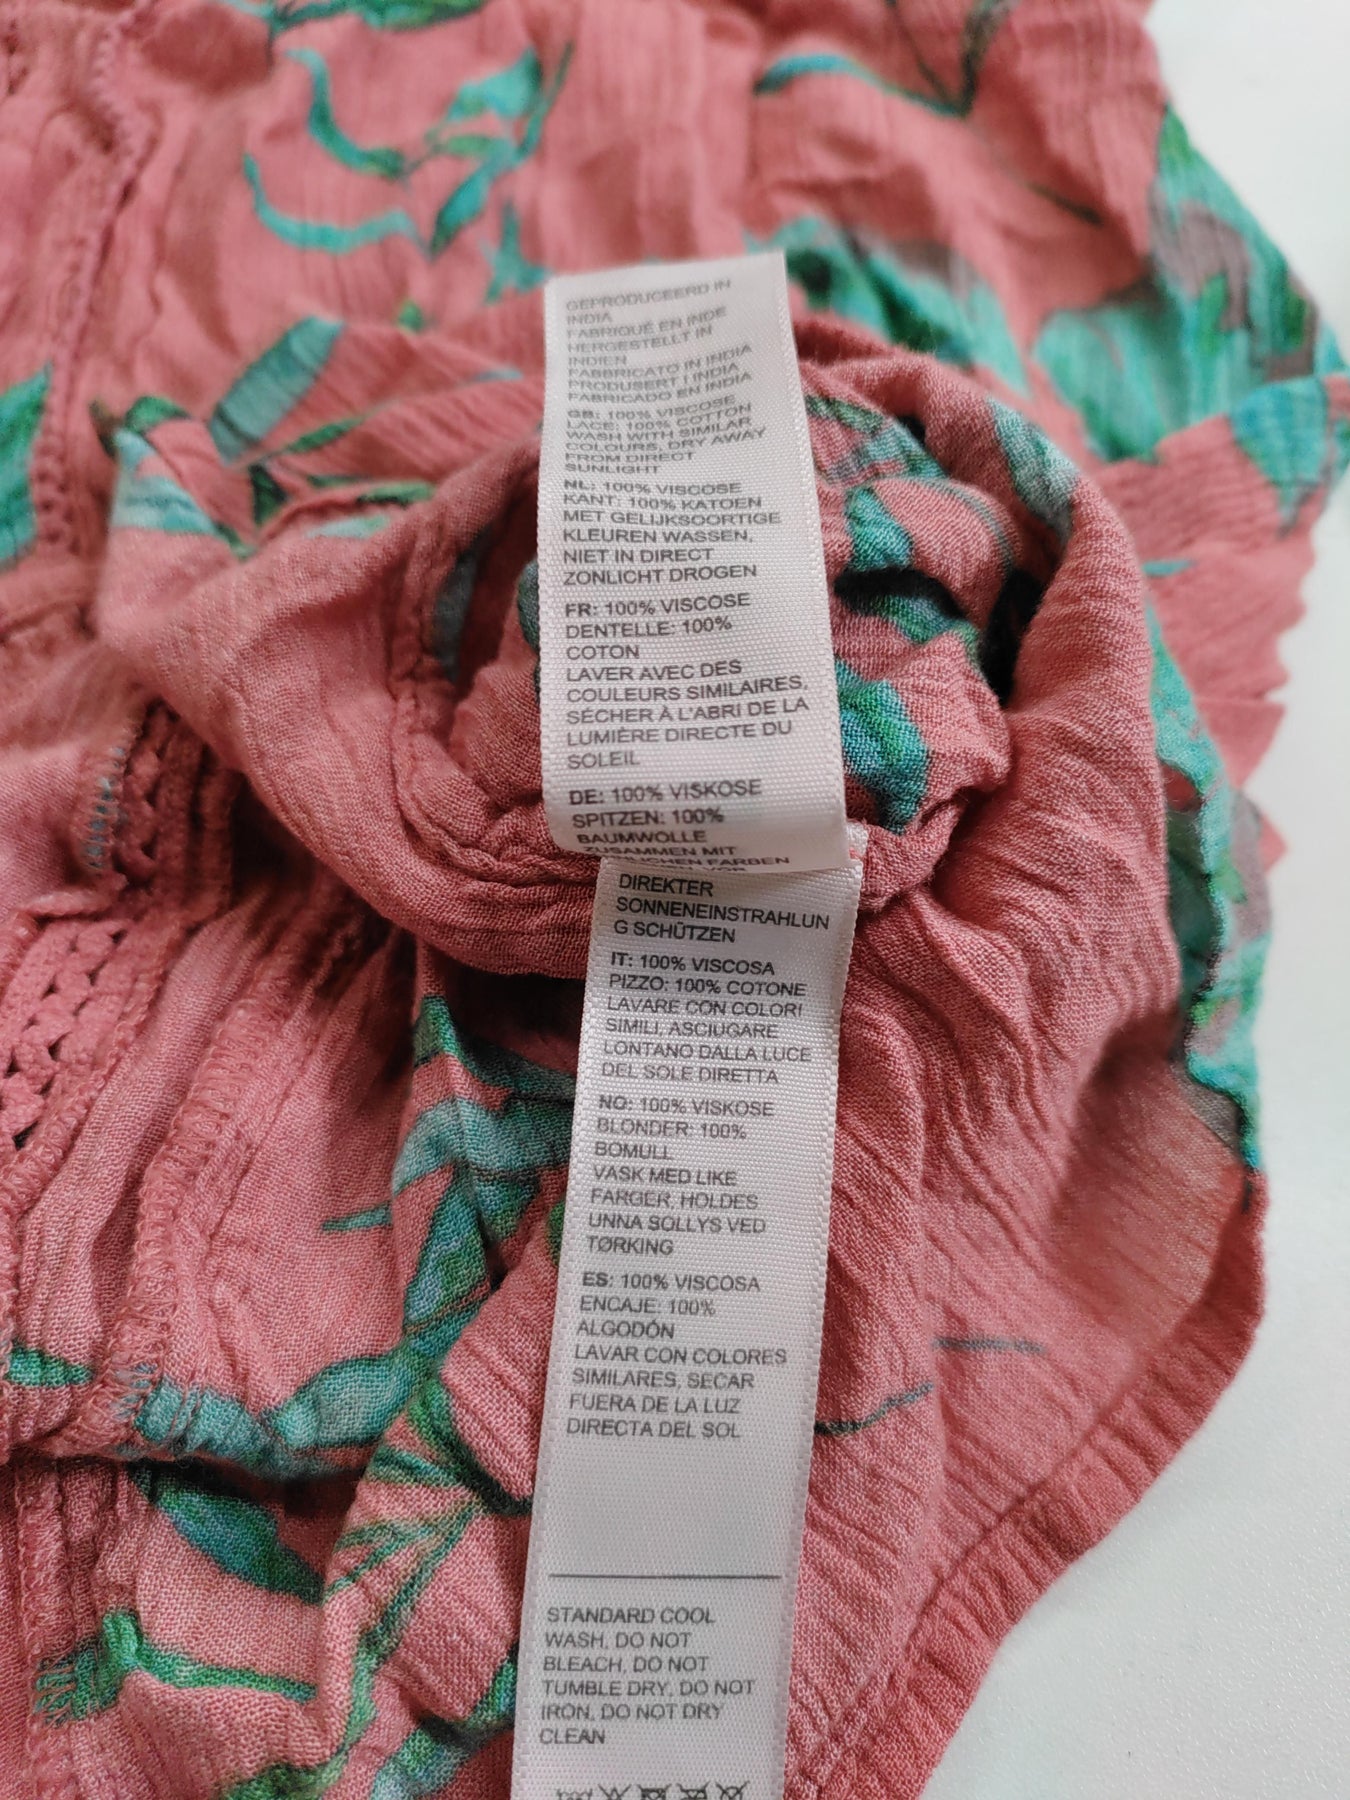 GEPRODUCEERD IN
INDIA
FABRIQUÉ EN INDE
HERGESTELLT IN
INDIEN
FABBRICATO IN INDIA
PRODUSERT I INDIA
FABRICADO EN INDIA
GB: 100% VISCOSE
LACE: 100% COTTON
WASH WITH SIMILAR
COLOURS, DRY AWAY
FROM DIRECT
SUNLIGHT
NL: 100% VISCOSE
KANT: 100% KATOEN
MET GELIJKSOORTIGE
KLEUREN WASSEN,
NIET IN DIRECT
ZONLICHT DROGEN
FR: 100% VISCOSE
DENTELLE: 100%
COTON
LAVER AVEC DES
COULEURS SIMILAIRES,
SÉCHER À L'ABRI DE LA
LUMIÈRE DIRECTE DU
SOLEIL
DE: 100% VISKOSE
SPITZEN: 100%
BAUMWOLLE
ZUSAMMEN MIT
FARBEN
DIREKTER
SONNENEINSTRAHLUN
G SCHÜTZEN
IT: 100% VISCOSA
PIZZO: 100% COTONE
LAVARE CON COLORI
SIMILI, ASCIUGARE
LONTANO DALLA LUCE
DEL SOLE DIRETTA
NO: 100% VISKOSE
BLONDER: 100%
BOMULL
VASK MED LIKE
FARGER, HOLDES
UNNA SOLLYS VED
TØRKING
ES: 100% VISCOSA
ENCAJE: 100%
ALGODÓN
LAVAR CON COLORES
SIMILARES, SECAR
FUERA DE LA LUZ
DIRECTA DEL SOL
STANDARD COOL
WASH, DO NOT
BLEACH, DO NOT
TUMBLE DRY, DO NOT
IRON, DO NOT DRY
CLEAN